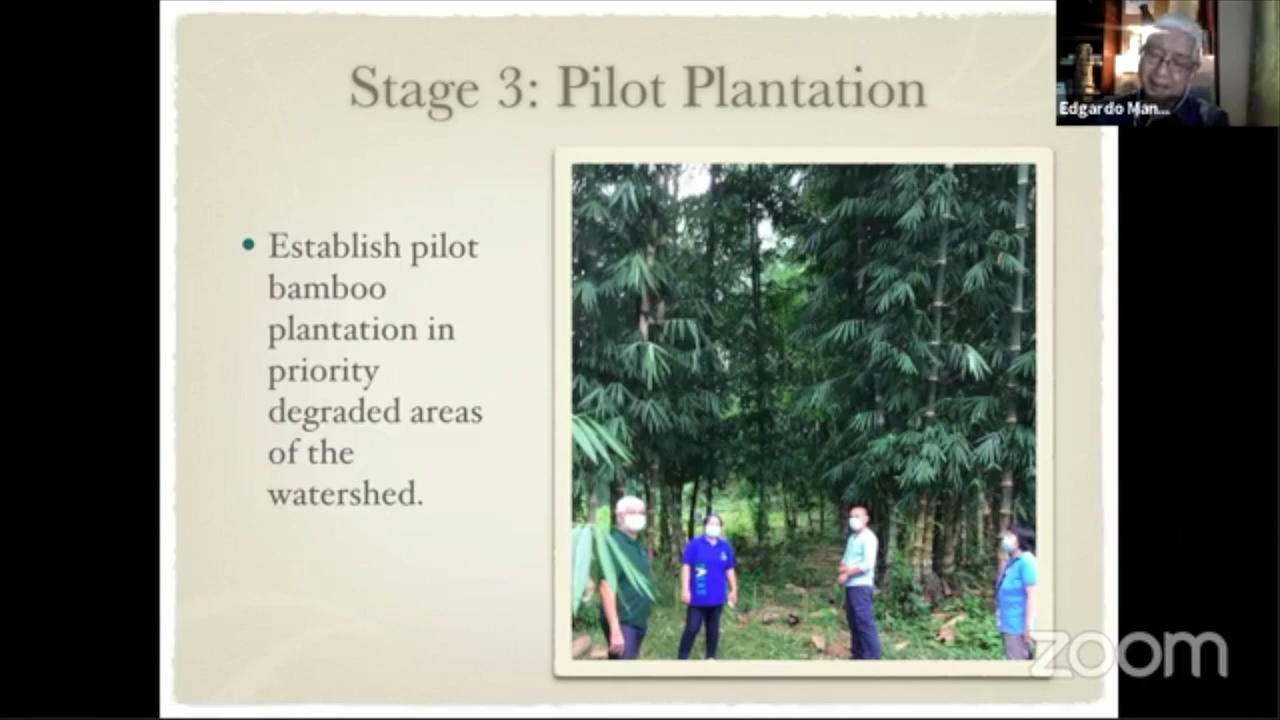 Stage 3: Pilot Plantation
Edgardo Man...
• Establish pilot
bamboo
plantation in
priority
degraded areas
of the
watershed.
zoom